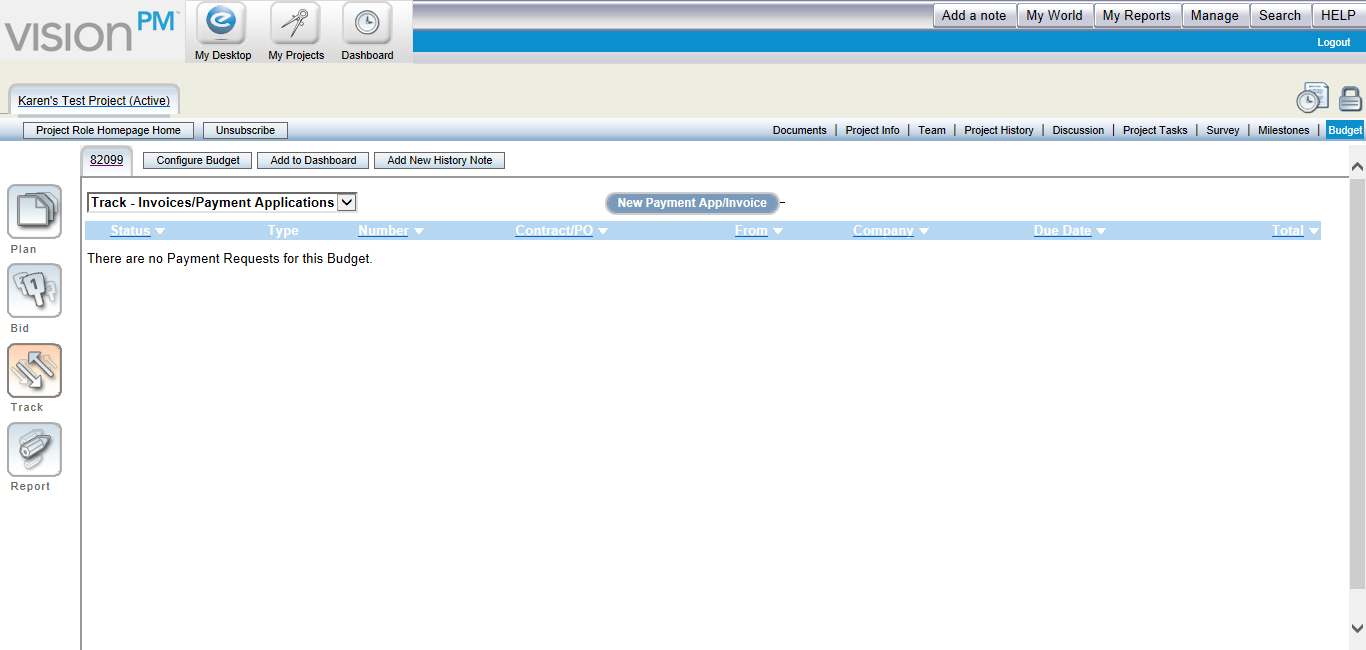 VISION PM™
My Desktop My Projects Dashboard
Add a note My World My Reports Manage Search HELP
Logout
Karen's Test Project (Active)
Project Role Homepage Home Unsubscribe Documents | Project Info | Team | Project History | Discussion | Project Tasks | Survey | Milestones | Budget
82099 Configure Budget Add to Dashboard Add New History Note
Track - Invoices/Payment Applications New Payment App/Invoice
Status Type Number Contract/PO From Company Due Date Total
There are no Payment Requests for this Budget.
Plan
Bid
Track
Report